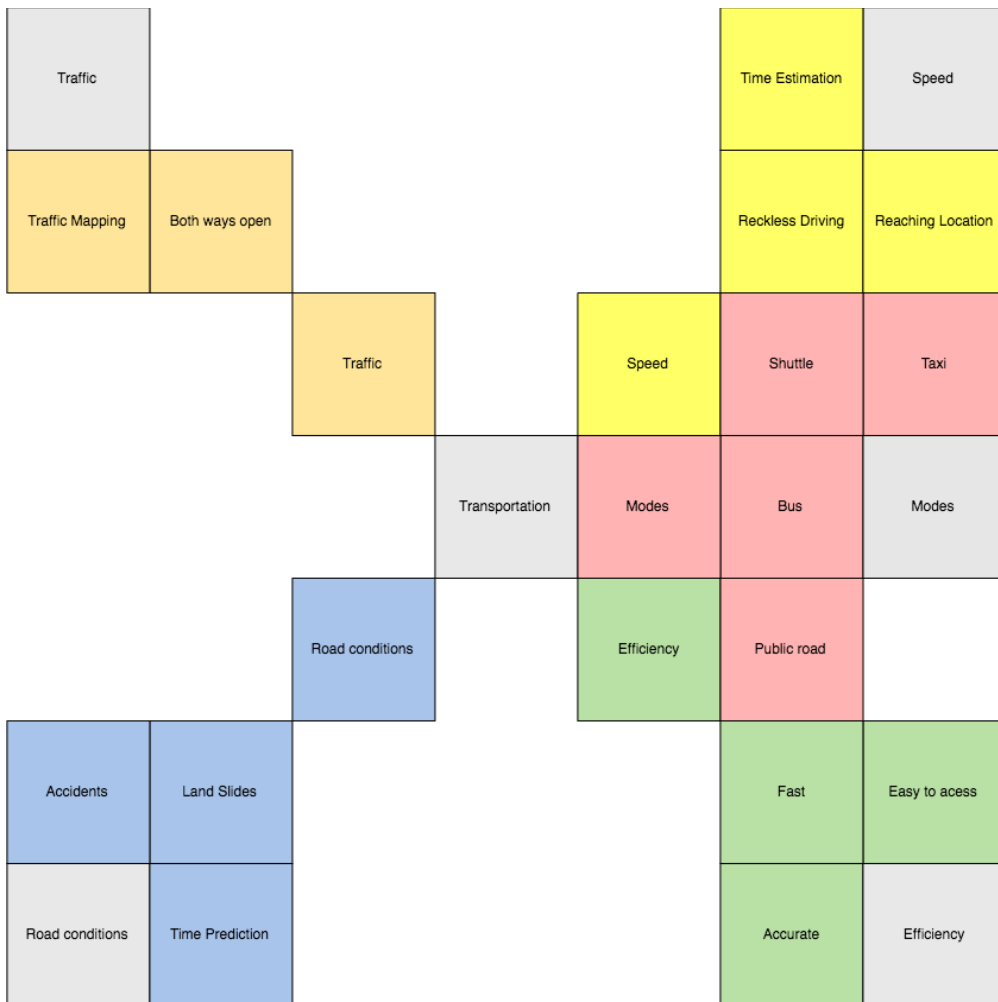 Traffic
Time Estimation
Speed
Traffic Mapping
Both ways open
Reckless Driving
Reaching Location
Traffic
Speed
Shuttle
Taxi
Transportation
Modes
Bus
Modes
Road conditions
Efficiency
Public road
Accidents
Land Slides
Fast
Easy to acess
Road conditions
Time Prediction
Accurate
Efficiency